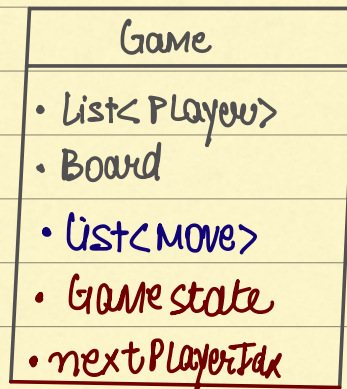 Game
• List<Player>
• Board
• List<Move>
• Game state
• nextPlayerIdx